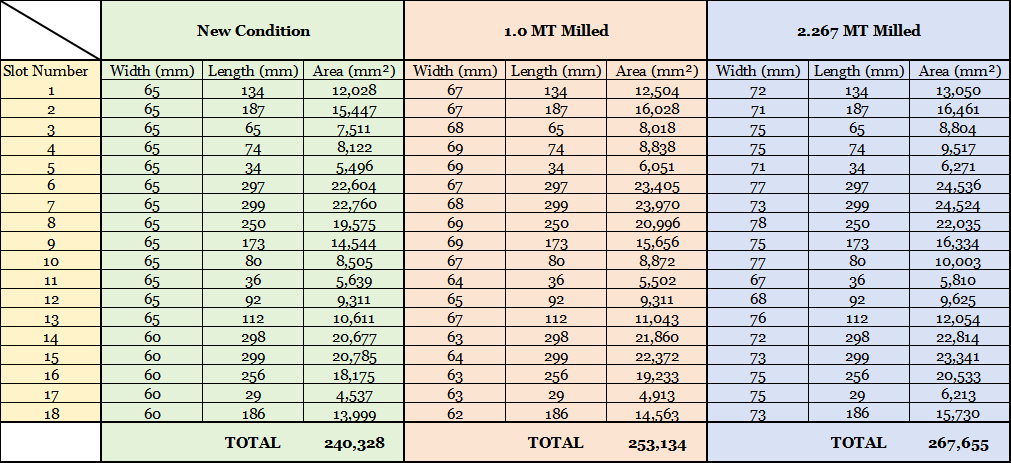 New Condition 1.0 MT Milled 2.267 MT Milled
Slot Number Width (mm) Length (mm) Area (mm²) Width (mm) Length (mm) Area (mm²) Width (mm) Length (mm) Area (mm²)
1 65 134 12,028 67 134 12,504 72 134 13,050
2 65 187 15,447 67 187 16,028 71 187 16,461
3 65 65 7,511 68 65 8,018 75 65 8,804
4 65 74 8,122 69 74 8,838 75 74 9,517
5 65 34 5,496 69 34 6,051 71 34 6,271
6 65 297 22,604 67 297 23,405 77 297 24,536
7 65 299 22,760 68 299 23,970 73 299 24,524
8 65 250 19,575 69 250 20,996 78 250 22,035
9 65 173 14,544 69 173 15,656 75 173 16,334
10 65 80 8,505 67 80 8,872 77 80 10,003
11 65 36 5,639 64 36 5,502 67 36 5,810
12 65 92 9,311 65 92 9,311 68 92 9,625
13 65 112 10,611 67 112 11,043 76 112 12,054
14 60 298 20,677 63 298 21,860 72 298 22,814
15 60 299 20,785 64 299 22,372 73 299 23,341
16 60 256 18,175 63 256 19,233 75 256 20,533
17 60 29 4,537 63 29 4,913 75 29 6,213
18 60 186 13,999 62 186 14,563 73 186 15,730
TOTAL 240,328 TOTAL 253,134 TOTAL 267,655